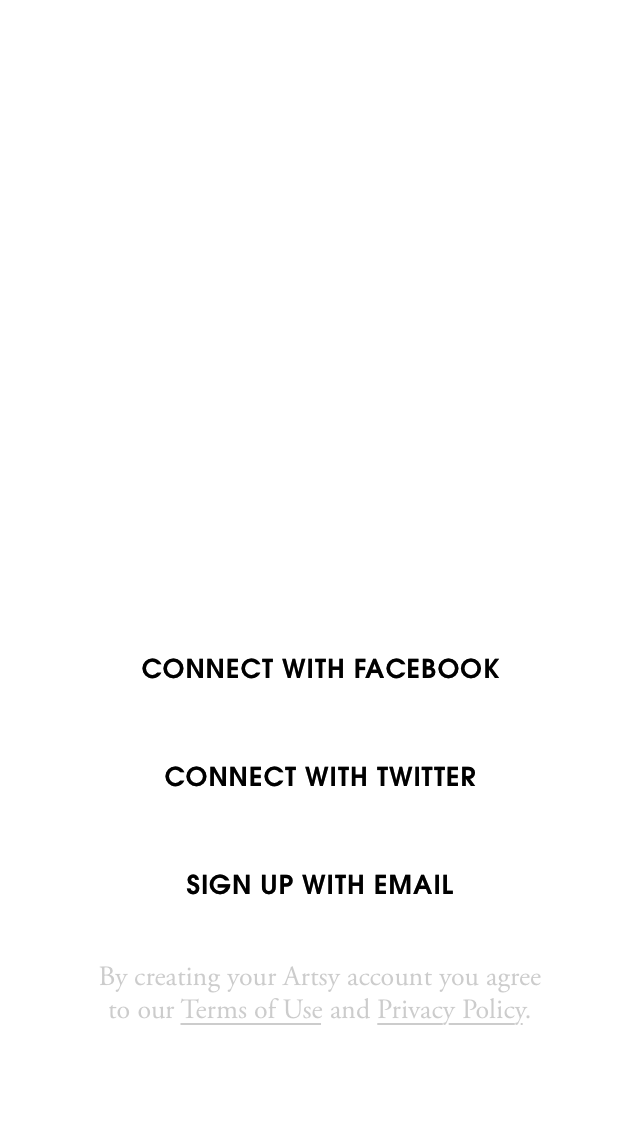 CONNECT WITH FACEBOOK
CONNECT WITH TWITTER
SIGN UP WITH EMAIL
By creating your Artsy account you agree
to our Terms of Use and Privacy Policy.